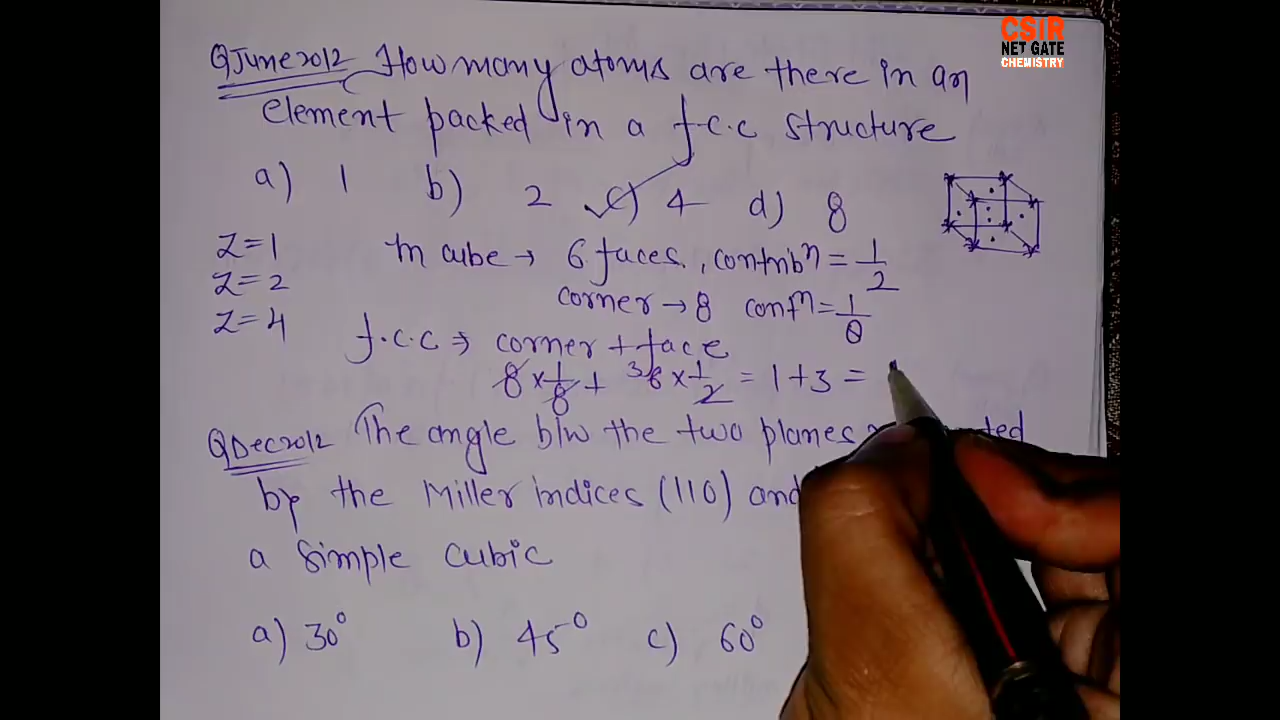 CSIR
NET GATE
CHEMISTRY
Q June 2012 How many atoms are there in an
element packed in a f.c.c structure
a) 1 b) 2 c) 4 d) 8
Z=1 In cube → 6 faces, contribⁿ = 1/2
Z=2 corner → 8 contⁿ = 1/8
Z=4 f.c.c ⇒ corner + face
8 × 1/8 + 3 6 × 1/2 = 1+3 =
Q Dec 2012 The angle b/w the two planes
by the Miller indices (110) and
a simple cubic
a) 30° b) 45° c) 60°